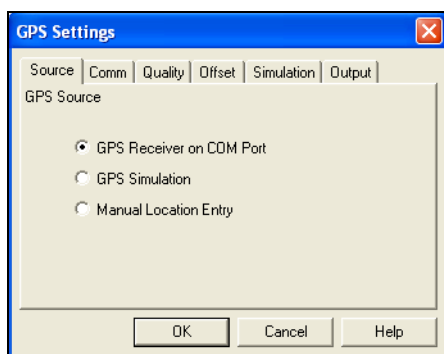 GPS Settings
Source Comm Quality Offset Simulation Output
GPS Source
GPS Receiver on COM Port
GPS Simulation
Manual Location Entry
OK Cancel Help